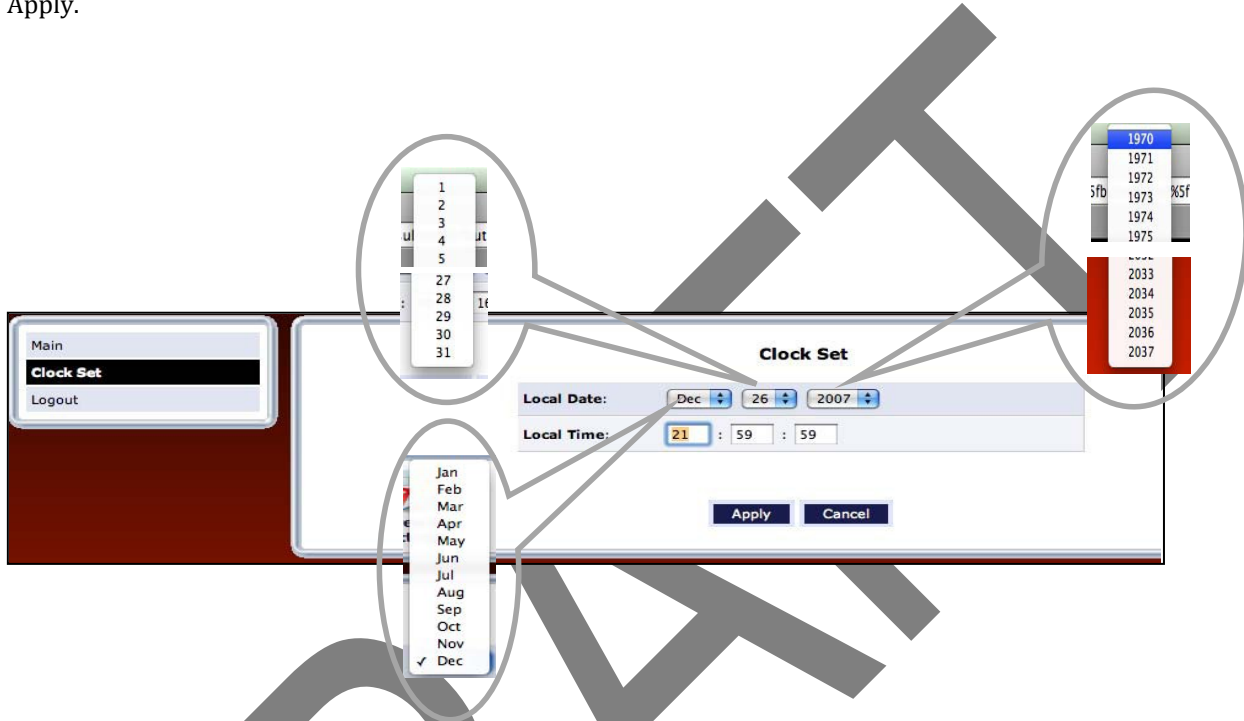 Apply.
1
2
3
4
5
27
28
29
30
31
1970
1971
1972
1973
1974
1975
2033
2034
2035
2036
2037
Main
Clock Set
Logout
Clock Set
Local Date: Dec 26 2007
Local Time: 21 : 59 : 59
Apply Cancel
Jan
Feb
Mar
Apr
May
Jun
Jul
Aug
Sep
Oct
Nov
✓ Dec